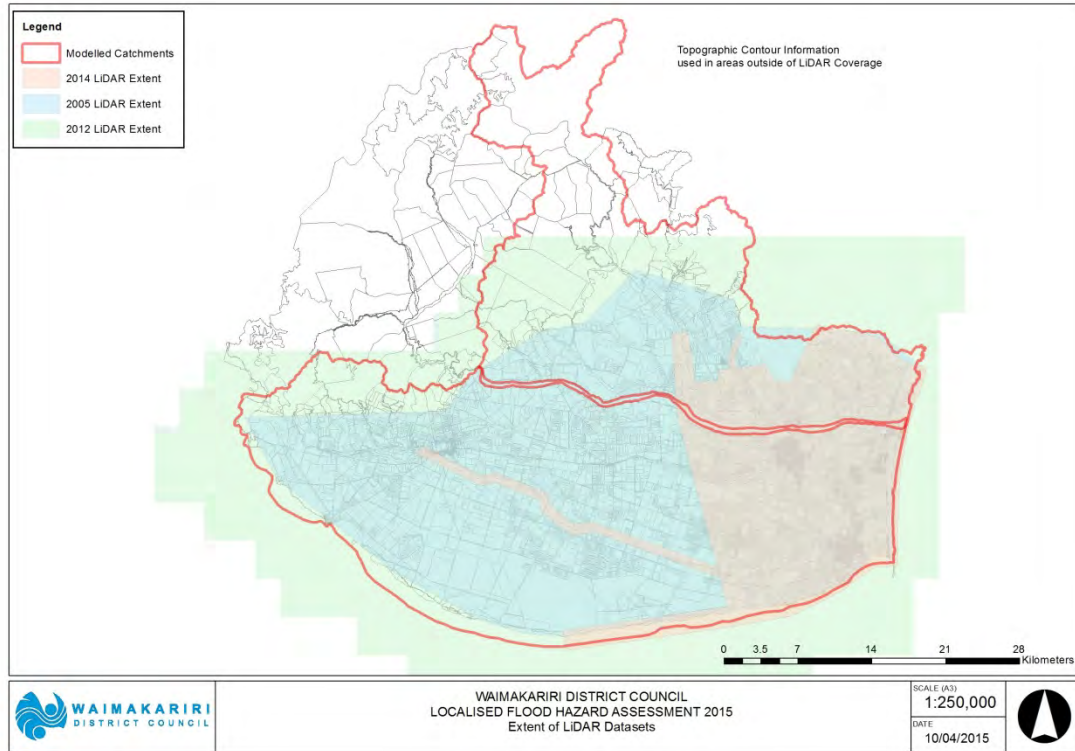 Legend
Modelled Catchments
2014 LiDAR Extent
2005 LiDAR Extent
2012 LiDAR Extent
Topographic Contour Information
used in areas outside of LiDAR Coverage
0 3.5 7 14 21 28
Kilometers
WAIMAKARIRI
DISTRICT COUNCIL
WAIMAKARIRI DISTRICT COUNCIL
LOCALISED FLOOD HAZARD ASSESSMENT 2015
Extent of LiDAR Datasets
SCALE (A3)
1:250,000
DATE
10/04/2015